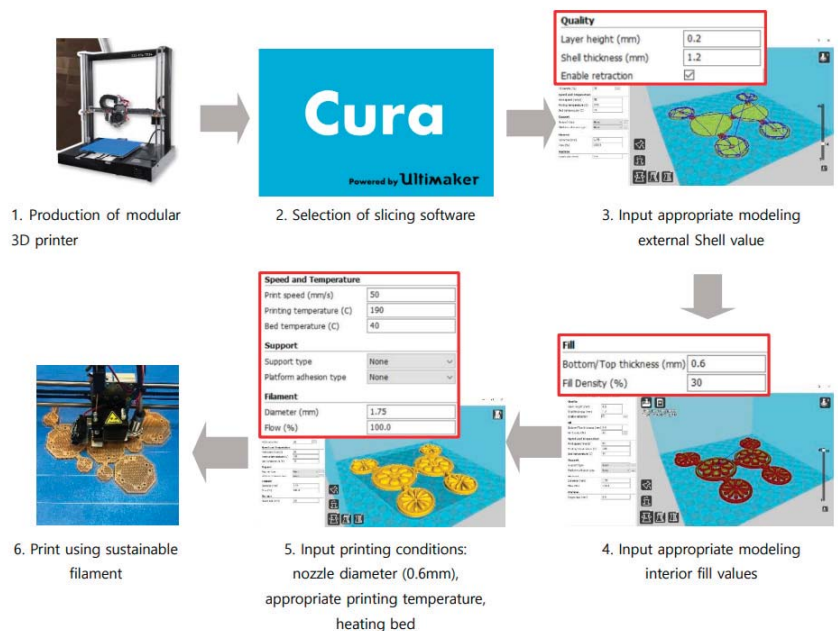 Cura
Powered by Ultimaker
Quality
Layer height (mm) 0.2
Shell thickness (mm) 1.2
Enable retraction
1. Production of modular
3D printer
2. Selection of slicing software
3. Input appropriate modeling
external Shell value
Speed and Temperature
Print speed (mm/s) 50
Printing temperature (C) 190
Bed temperature (C) 40
Support
Support type None
Platform adhesion type None
Filament
Diameter (mm) 1.75
Flow (%) 100.0
Fill
Bottom/Top thickness (mm) 0.6
Fill Density (%) 30
6. Print using sustainable
filament
5. Input printing conditions:
nozzle diameter (0.6mm),
appropriate printing temperature,
heating bed
4. Input appropriate modeling
interior fill values